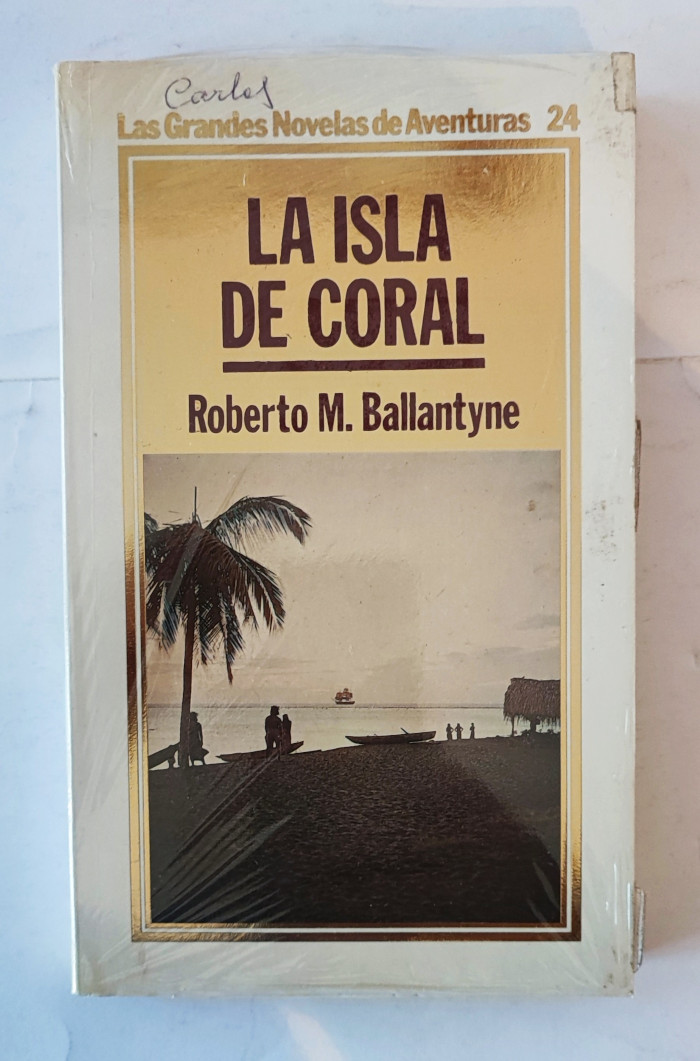 Carlos
Las Grandes Novelas de Aventuras 24
LA ISLA
DE CORAL
Roberto M. Ballantyne